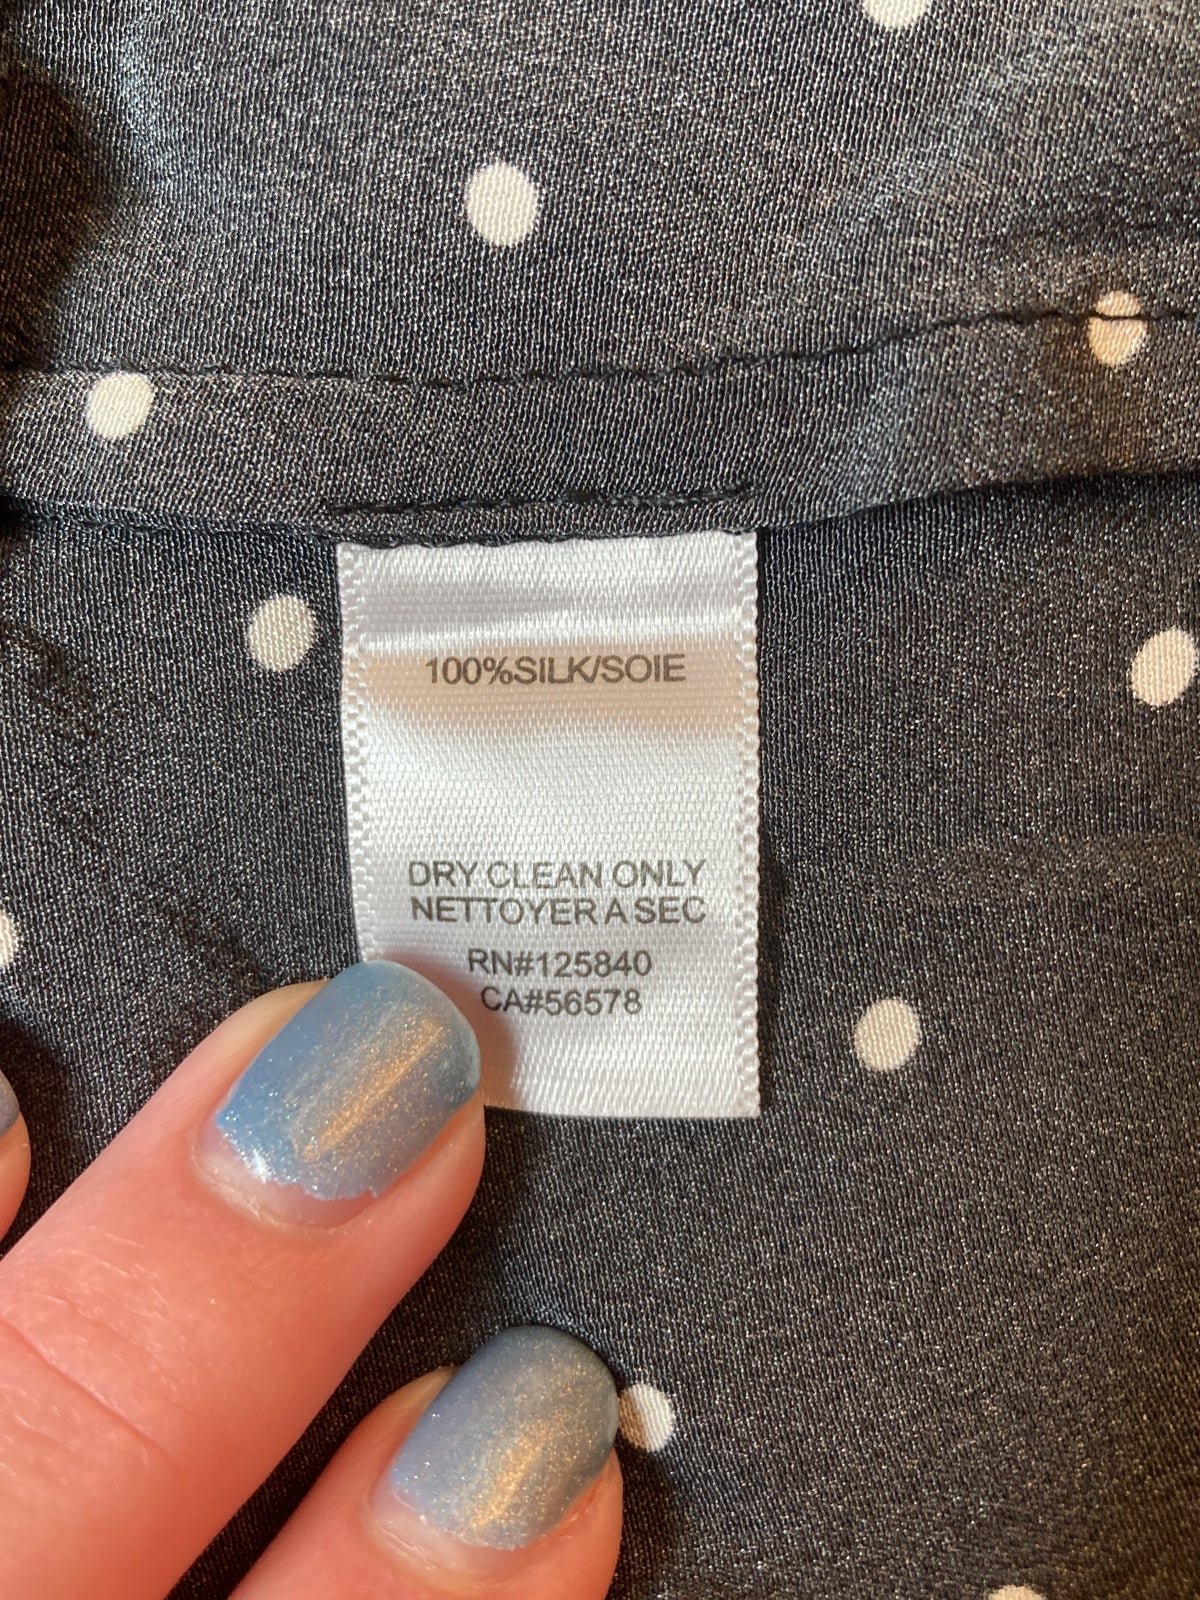 100%SILK/SOIE
DRY CLEAN ONLY
NETTOYER A SEC
RN#125840
CA#56578